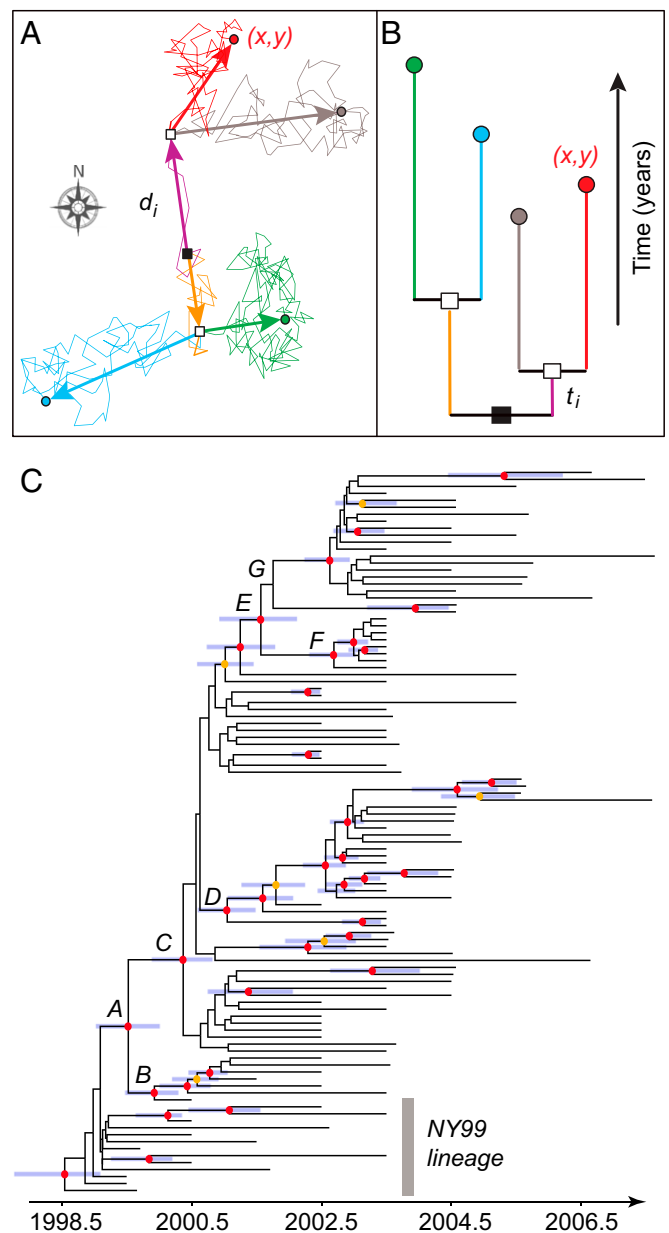 A
(x,y)
N
d_i
B
(x,y)
Time (years)
t_i
C
G
E
F
D
C
A
B
NY99
lineage
1998.5 2000.5 2002.5 2004.5 2006.5